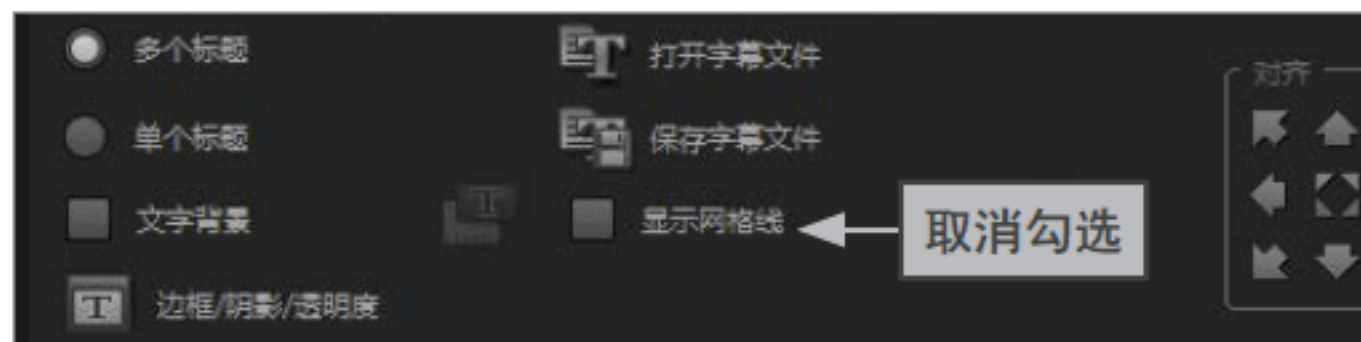 多个标题 打开字幕文件
对齐
单个标题 保存字幕文件
文字背景 显示网格线 取消勾选
边框/阴影/透明度